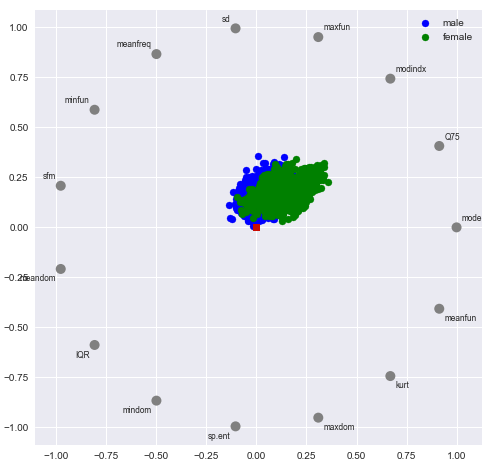 sd
male
female
maxfun
meanfreq
modindx
minfun
Q75
sfm
mode
meandom
meanfun
IQR
kurt
mindom
maxdom
sp.ent
1.00
0.75
0.50
0.25
0.00
−0.25
−0.50
−0.75
−1.00
−1.00 −0.75 −0.50 −0.25 0.00 0.25 0.50 0.75 1.00